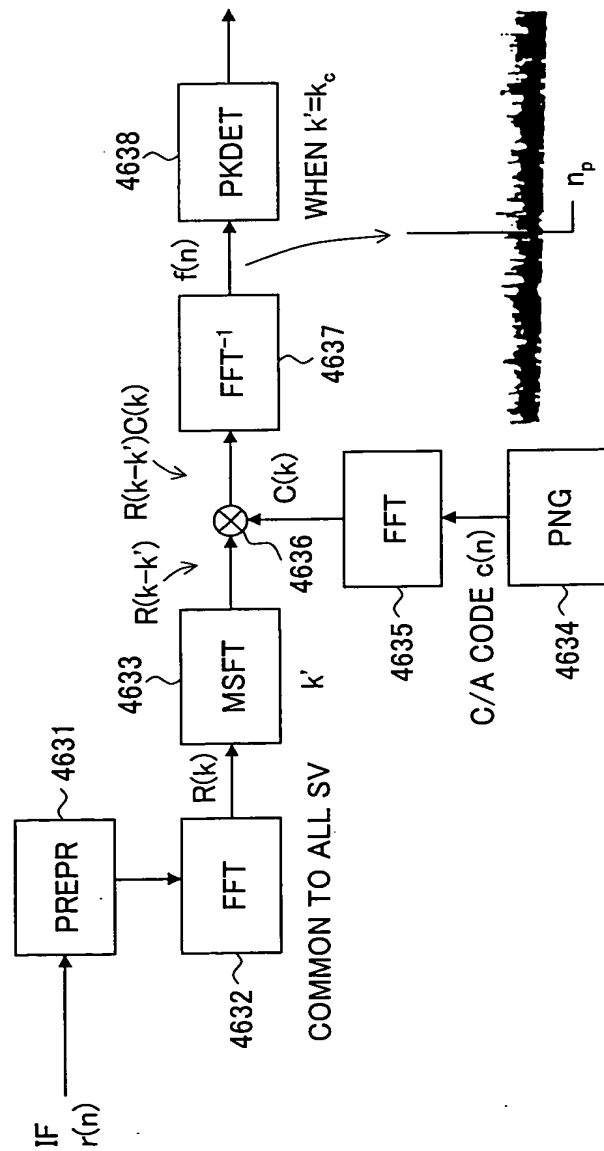 IF
r(n)
PREPR
4631
FFT
4632
COMMON TO ALL SV
R(k)
MSFT
4633
k'
R(k-k')
4636
R(k-k')C(k)
C(k)
FFT
4635
C/A CODE c(n)
PNG
4634
FFT-1
4637
f(n)
PKDET
4638
WHEN k'=kc
np